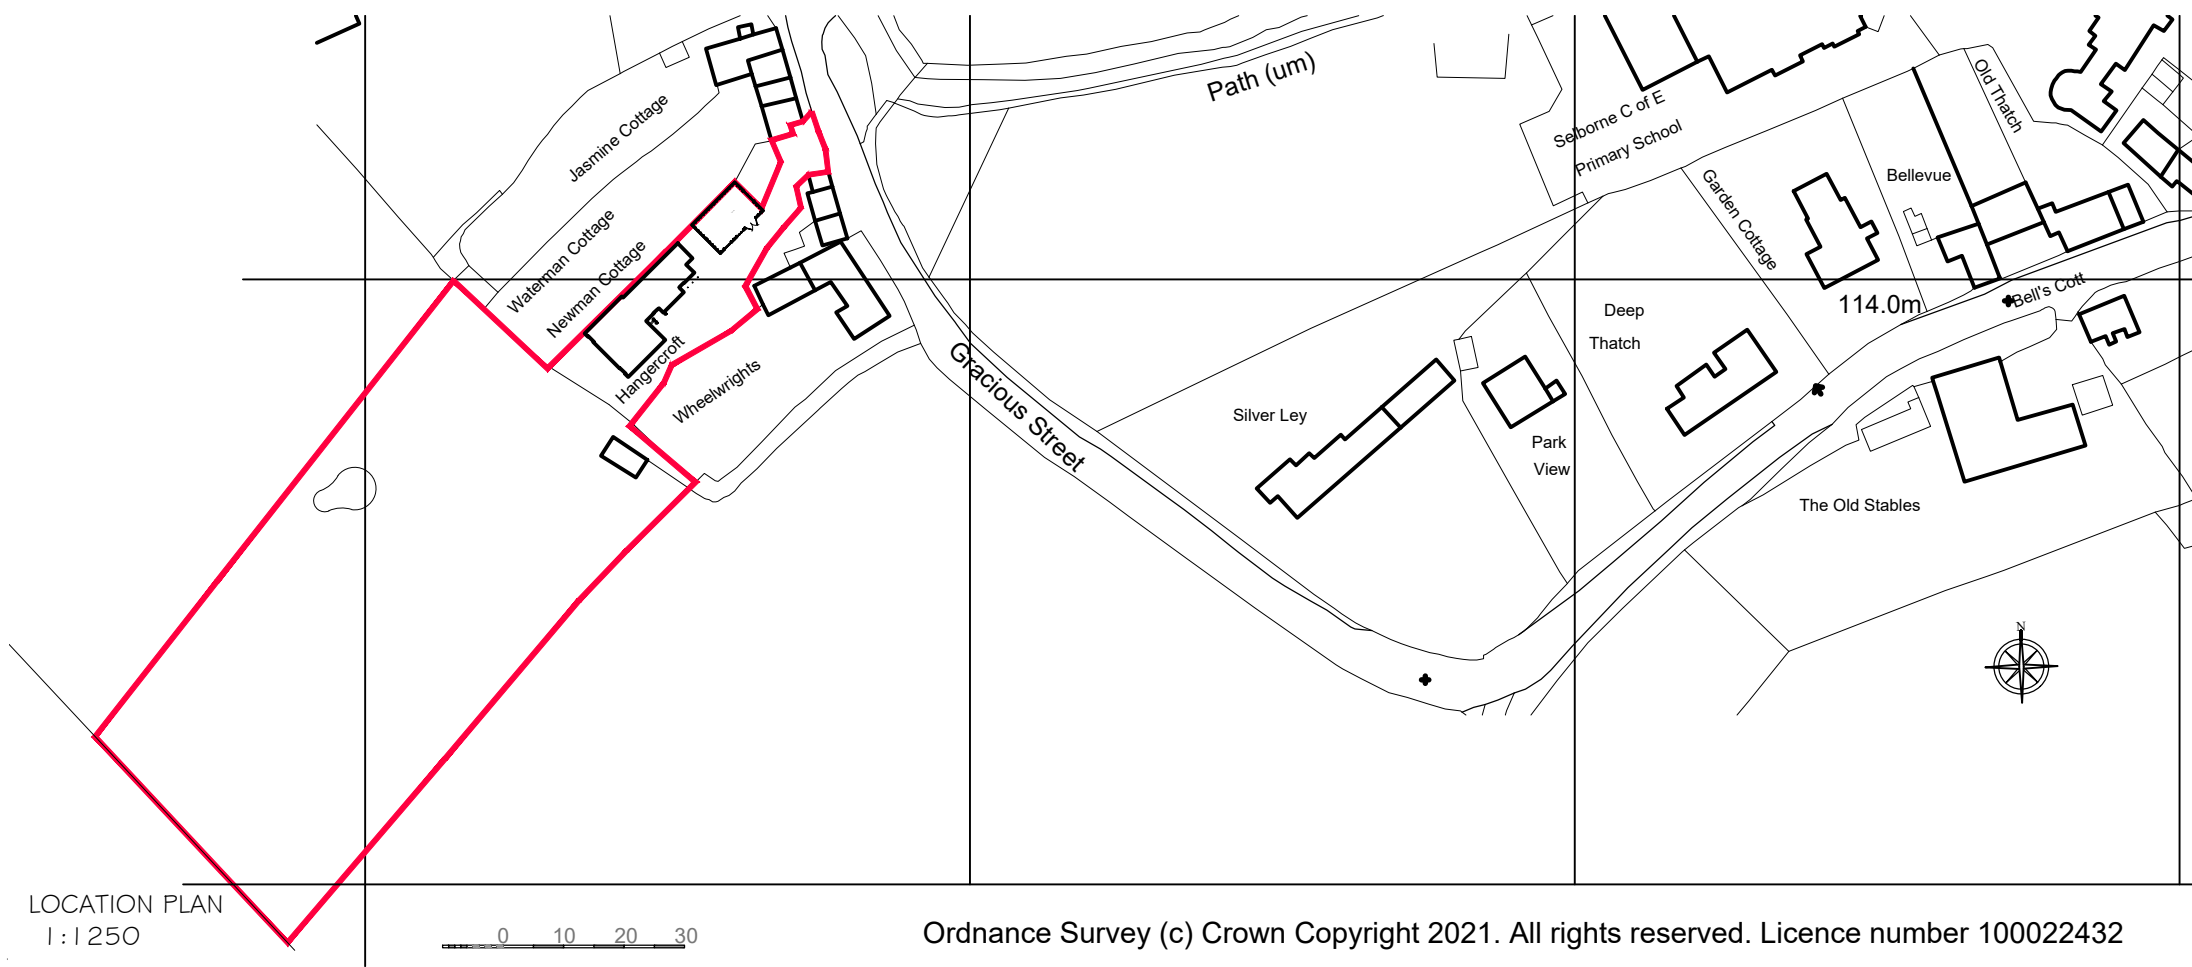 Path (um)
Selborne C of E
Primary School
Old Thatch
Jasmine Cottage
Garden Cottage
Bellevue
Waterman Cottage
Newman Cottage
Bell's Cott
114.0m
Deep
Thatch
Hangercroft
Wheelwrights
Gracious Street
Silver Ley
Park
View
The Old Stables
N
LOCATION PLAN
1:1250
0 10 20 30
Ordnance Survey (c) Crown Copyright 2021. All rights reserved. Licence number 100022432